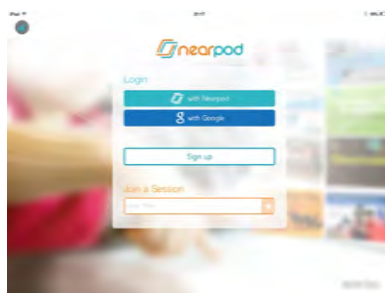 nearpod
Login
with Nearpod
with Google
Sign up
Join a Session